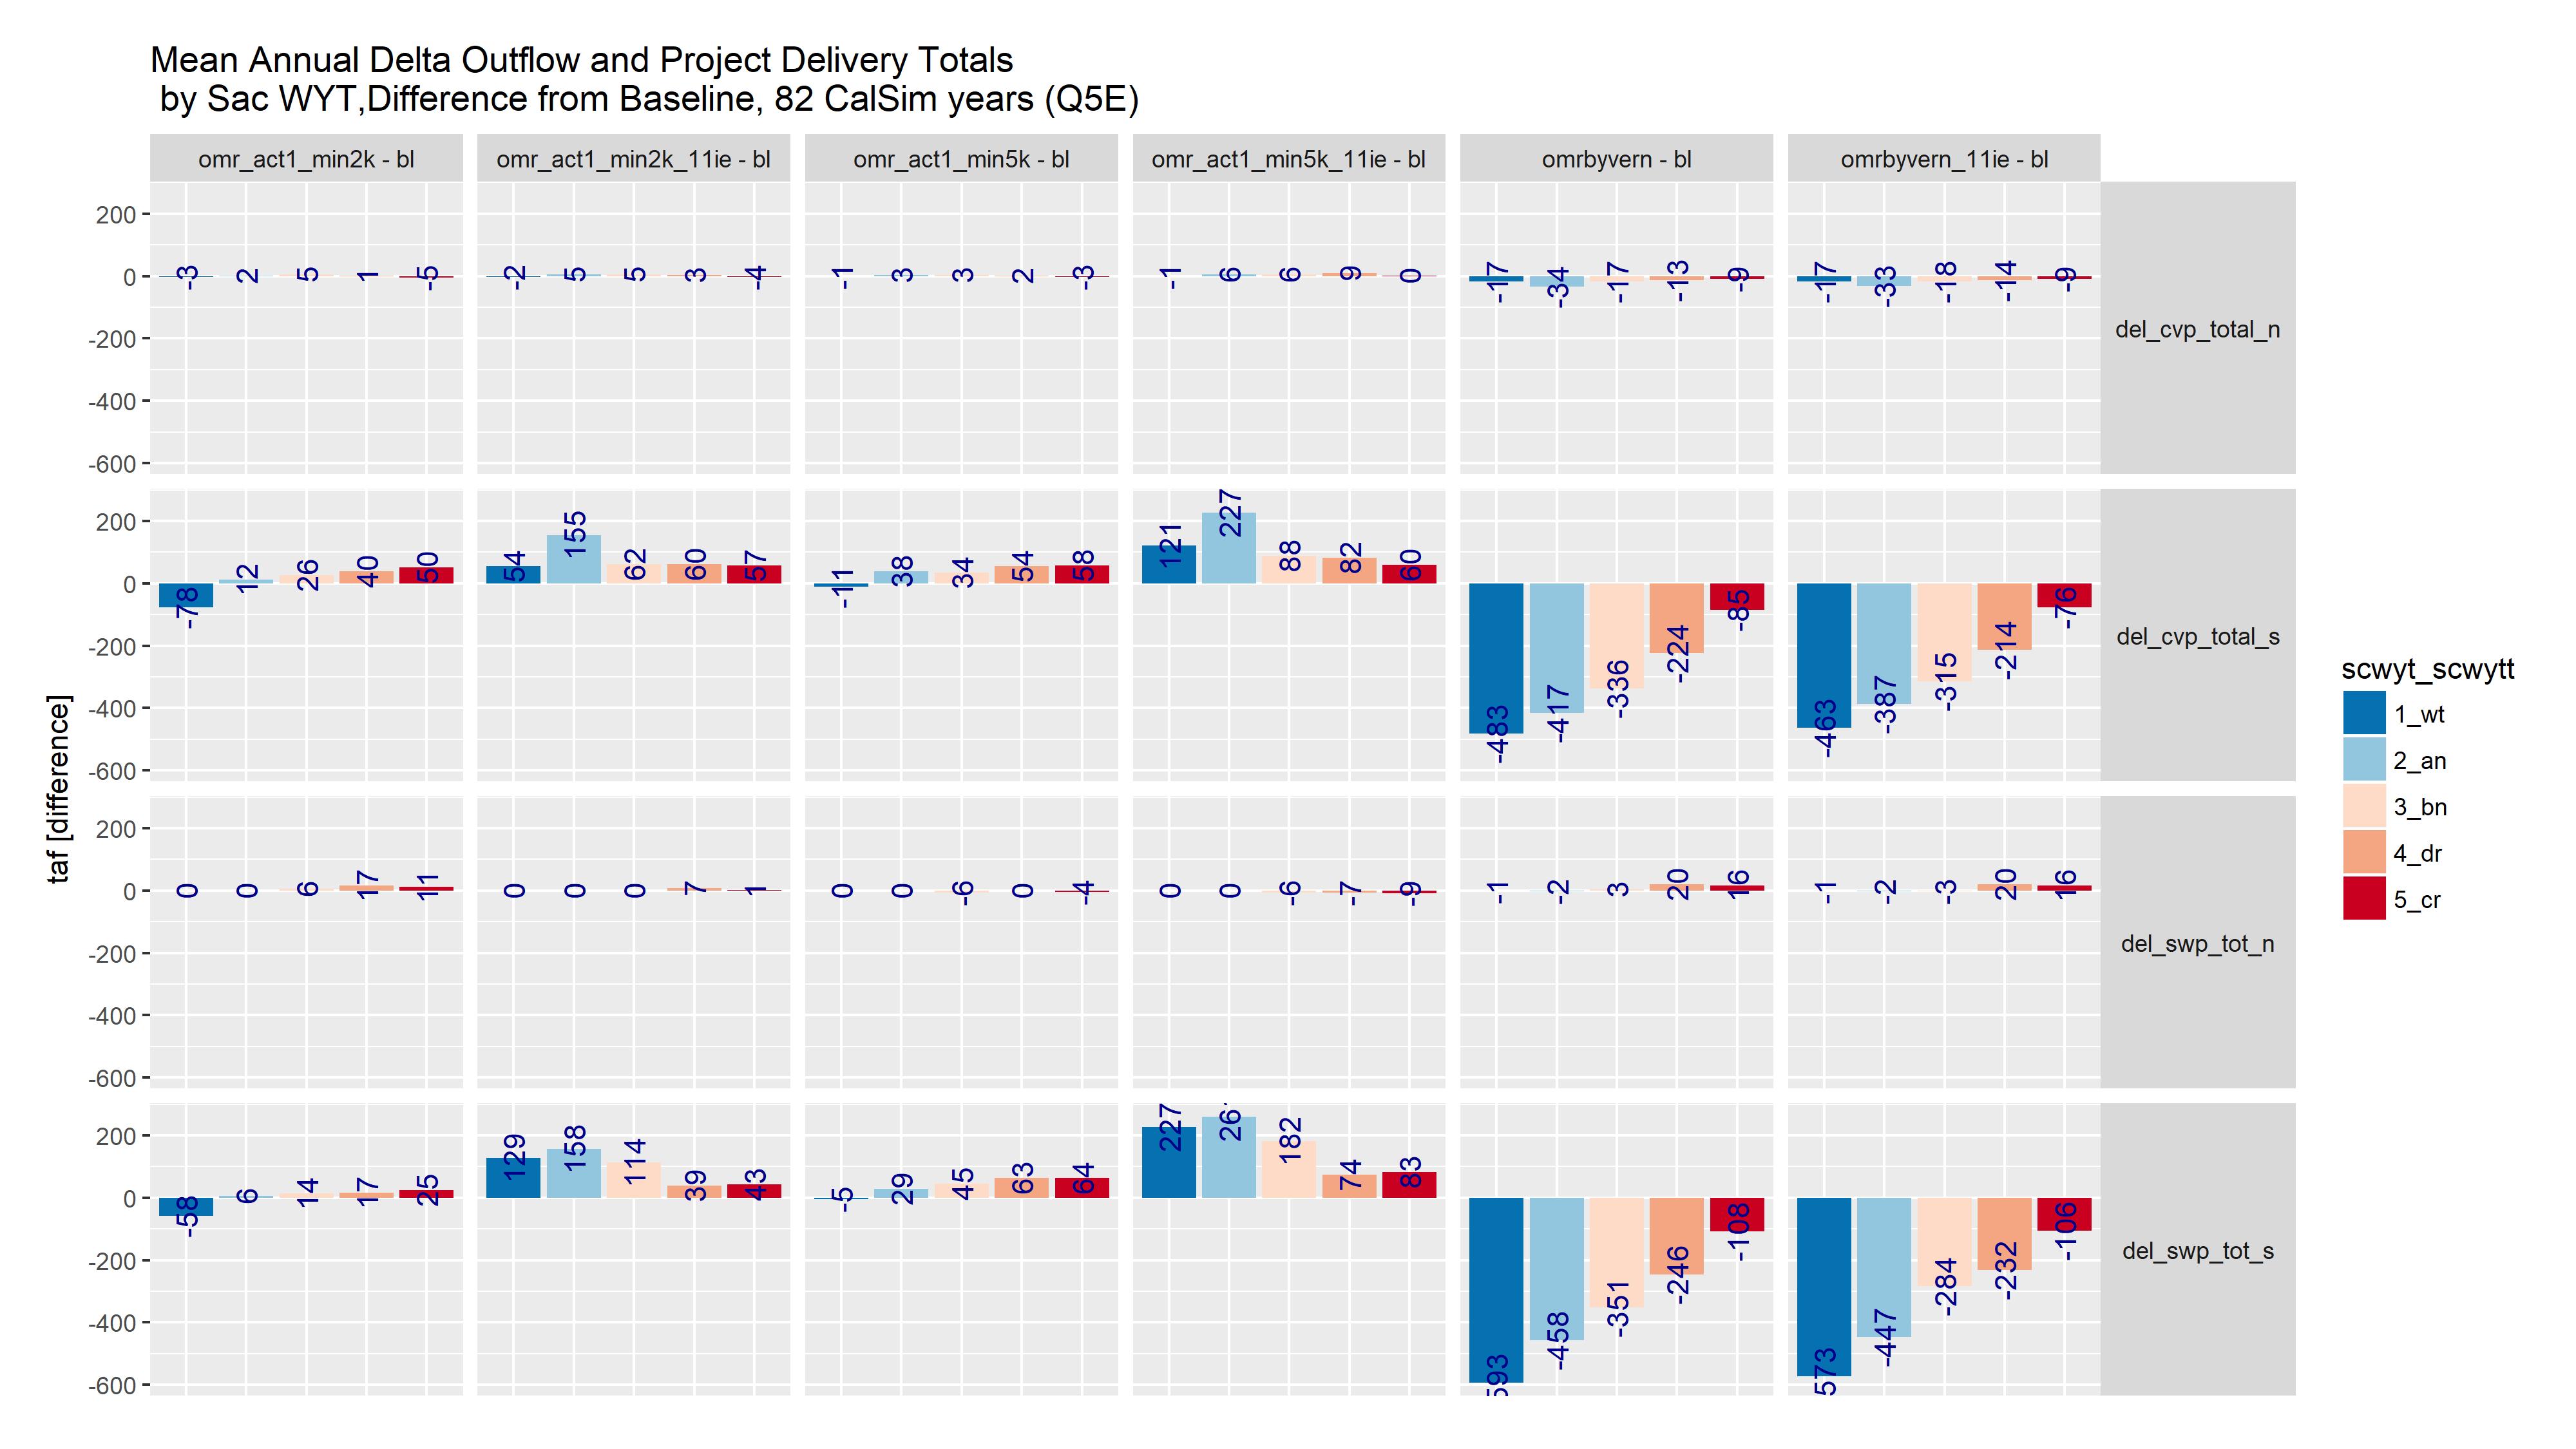 Mean Annual Delta Outflow and Project Delivery Totals
by Sac WYT,Difference from Baseline, 82 CalSim years (Q5E)
omr_act1_min2k - bl
omr_act1_min2k_11ie - bl
omr_act1_min5k - bl
omr_act1_min5k_11ie - bl
omrbyvern - bl
omrbyvern_11ie - bl
taf [difference]
200
0
-200
-400
-600
-3 2 5 1 -5
-2 5 5 3 -4
-1 3 3 2 -3
-1 6 6 9 0
-17 -34 -17 -13 -9
-17 -33 -18 -14 -9
del_cvp_total_n
200
0
-200
-400
-600
-78 12 26 40 50
54 155 62 60 57
-11 38 34 54 58
121 227 88 82 60
-483 -417 -336 -224 -85
-463 -387 -315 -214 -76
del_cvp_total_s
200
0
-200
-400
-600
0 0 6 17 11
0 0 0 7 1
0 0 -6 0 -4
0 0 -6 -7 -9
-1 -2 3 20 16
-1 -2 -3 20 16
del_swp_tot_n
200
0
-200
-400
-600
-58 6 14 17 25
129 158 114 39 43
-5 29 45 63 64
227 182 74 83
-458 -351 -246 -108
-447 -284 -232 -106
del_swp_tot_s
scwyt_scwytt
1_wt
2_an
3_bn
4_dr
5_cr